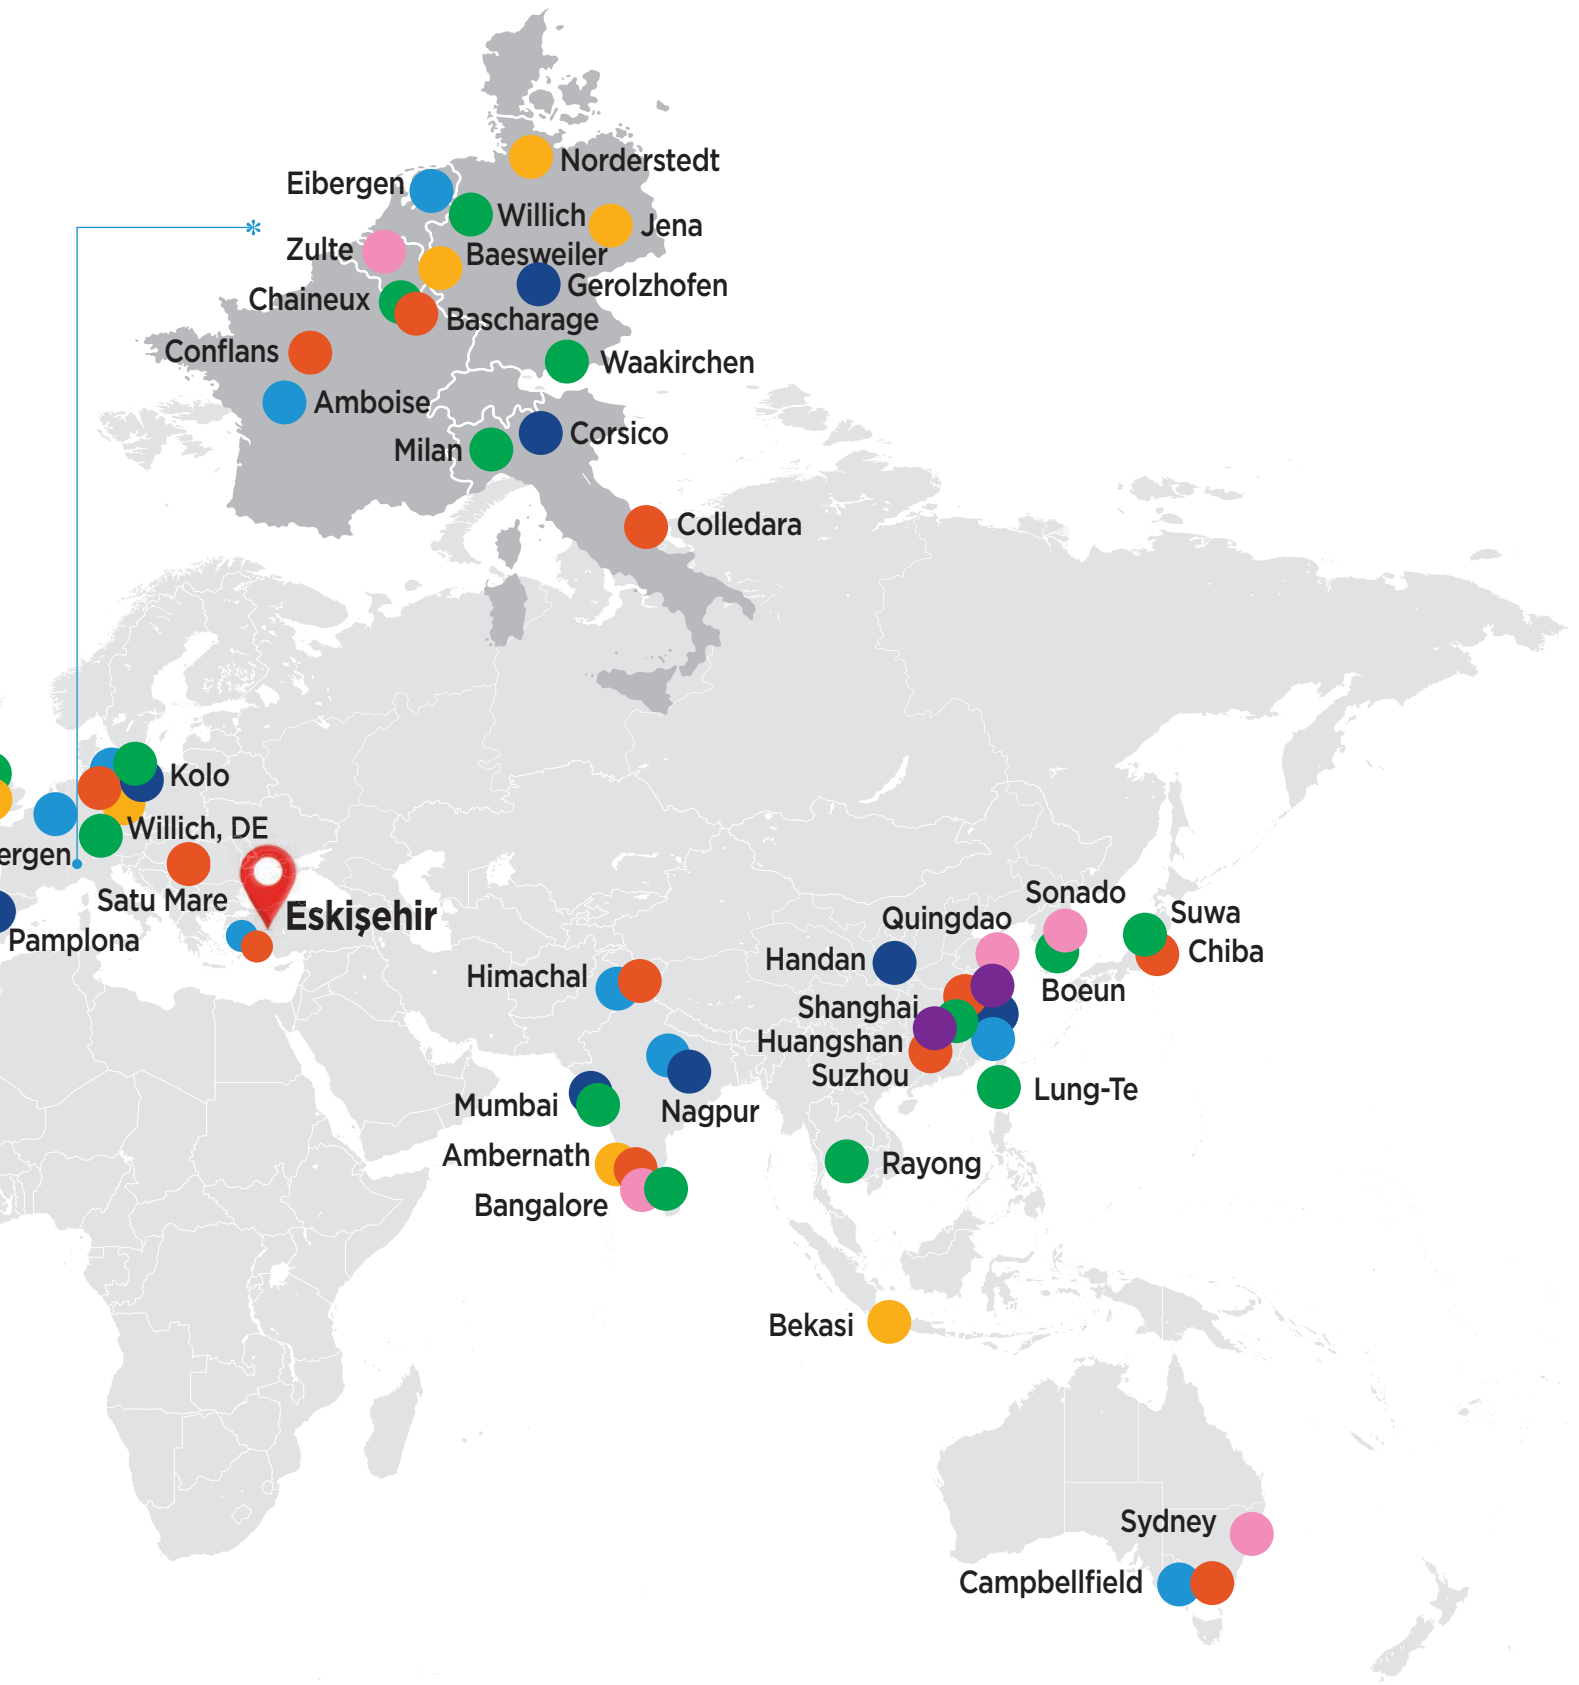 Norderstedt
Eibergen
Willich
Jena
*
Zulte
Baesweiler
Gerolzhofen
Chaineux
Bascharage
Conflans
Waakirchen
Amboise
Corsico
Milan
Colledara
Kolo
Willich, DE
ergen
Satu Mare
Eskişehir
Pamplona
Sonado
Suwa
Quingdao
Chiba
Handan
Himachal
Boeun
Shanghai
Huangshan
Suzhou
Lung-Te
Mumbai
Nagpur
Ambernath
Rayong
Bangalore
Bekasi
Sydney
Campbellfield